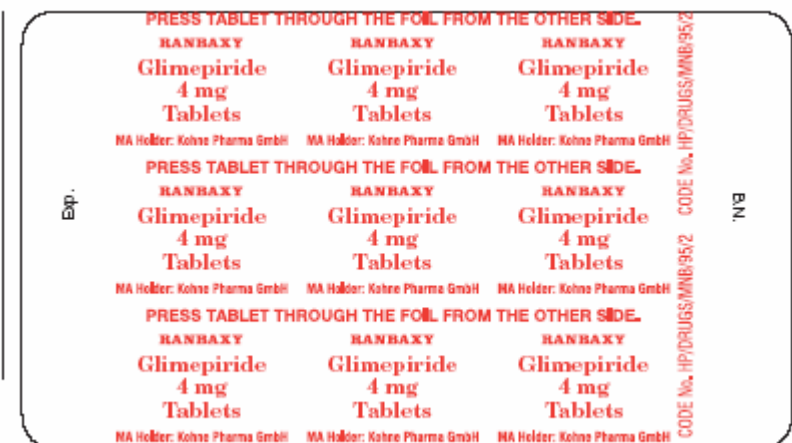 PRESS TABLET THROUGH THE FOIL FROM THE OTHER SIDE.
RANBAXY RANBAXY RANBAXY
Glimepiride Glimepiride Glimepiride
4 mg 4 mg 4 mg
Tablets Tablets Tablets
MA Holder: Kohne Pharma GmbH MA Holder: Kohne Pharma GmbH MA Holder: Kohne Pharma GmbH
PRESS TABLET THROUGH THE FOIL FROM THE OTHER SIDE.
RANBAXY RANBAXY RANBAXY
Glimepiride Glimepiride Glimepiride
4 mg 4 mg 4 mg
Tablets Tablets Tablets
MA Holder: Kohne Pharma GmbH MA Holder: Kohne Pharma GmbH MA Holder: Kohne Pharma GmbH
PRESS TABLET THROUGH THE FOIL FROM THE OTHER SIDE.
RANBAXY RANBAXY RANBAXY
Glimepiride Glimepiride Glimepiride
4 mg 4 mg 4 mg
Tablets Tablets Tablets
MA Holder: Kohne Pharma GmbH MA Holder: Kohne Pharma GmbH MA Holder: Kohne Pharma GmbH
Exp.
CODE No. HP/DRUGS/MNB/95/2
CODE No. HP/DRUGS/MNB/95/2
B.N.